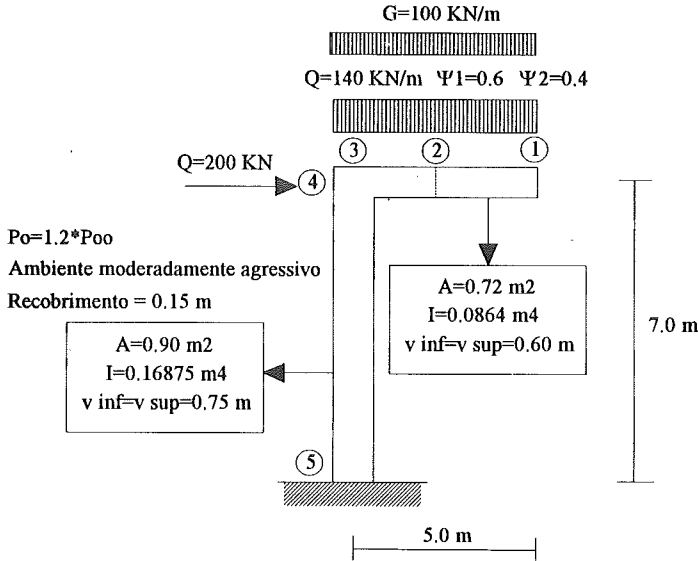 G=100 KN/m
Q=140 KN/m Ψ1=0.6 Ψ2=0.4
3
2
1
Q=200 KN
4
Po=1.2*Poo
Ambiente moderadamente agressivo
Recobrimento = 0.15 m
A=0.72 m2
I=0.0864 m4
v inf=v sup=0.60 m
7.0 m
A=0.90 m2
I=0.16875 m4
v inf=v sup=0.75 m
5
5.0 m